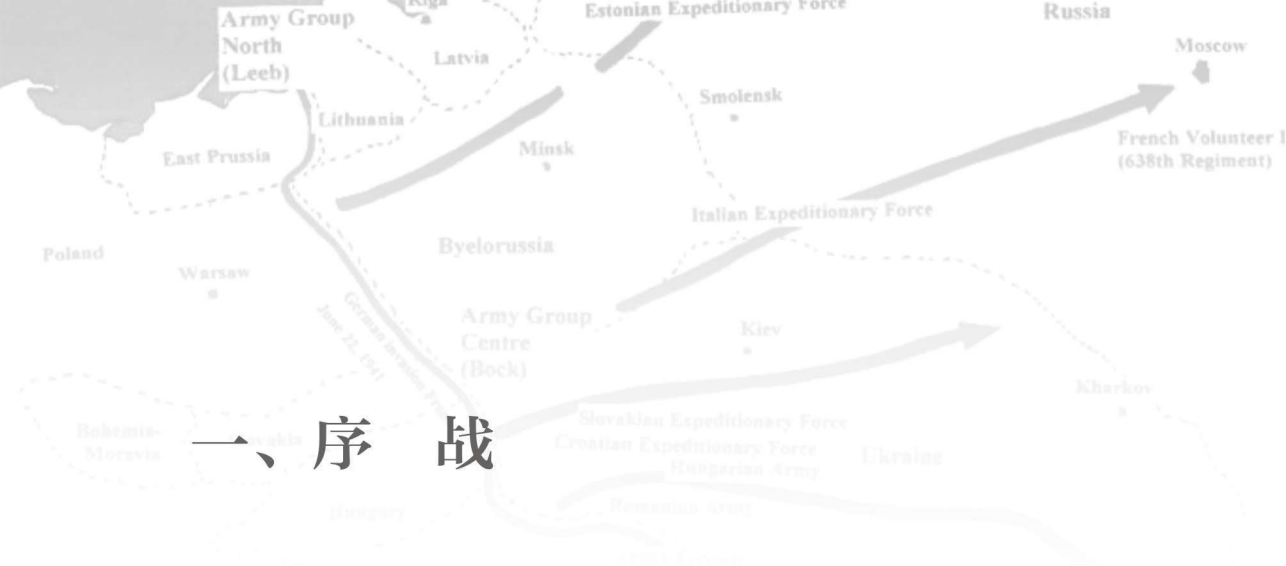 Riga
Estonian Expeditionary Force
Russia
Army Group
North
(Leeb)
Latvia
Moscow
Smolensk
Lithuania
French Volunteer
(638th Regiment)
East Prussia
Minsk
Italian Expeditionary Force
Poland
Byelorussia
Warsaw
German Invasion
June 22, 1941
Army Group
Centre
(Bock)
Kiev
Kharkov
Slovakian Expeditionary Force
Croatian Expeditionary Force
Hungarian Army
Ukraine
Bohemia-
Moravia
一、序 战
Hungary
Romanian Army